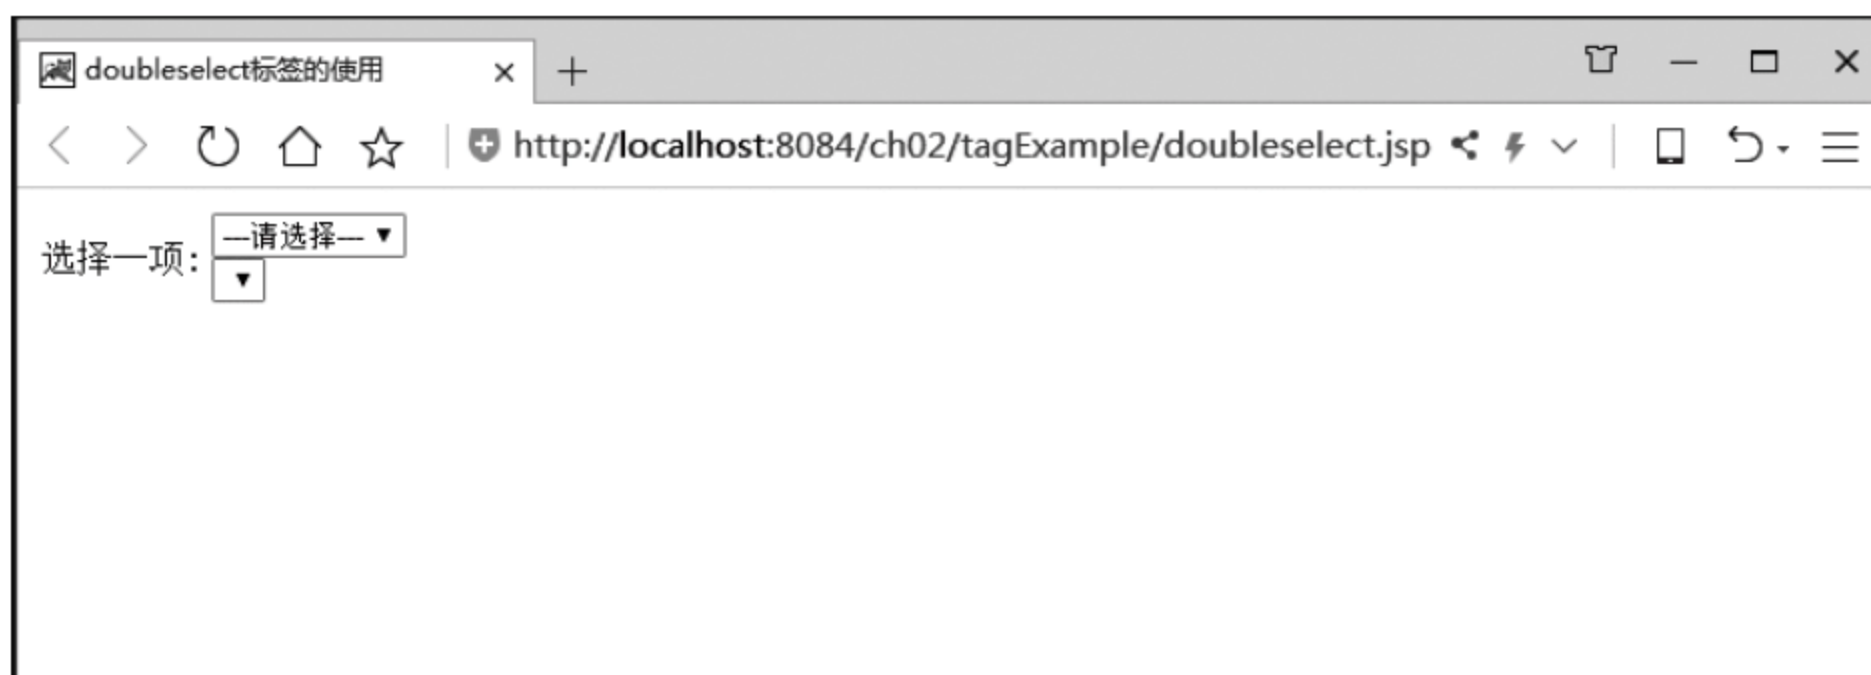 doubleselect标签的使用
http://localhost:8084/ch02/tagExample/doubleselect.jsp
选择一项:
---请选择---